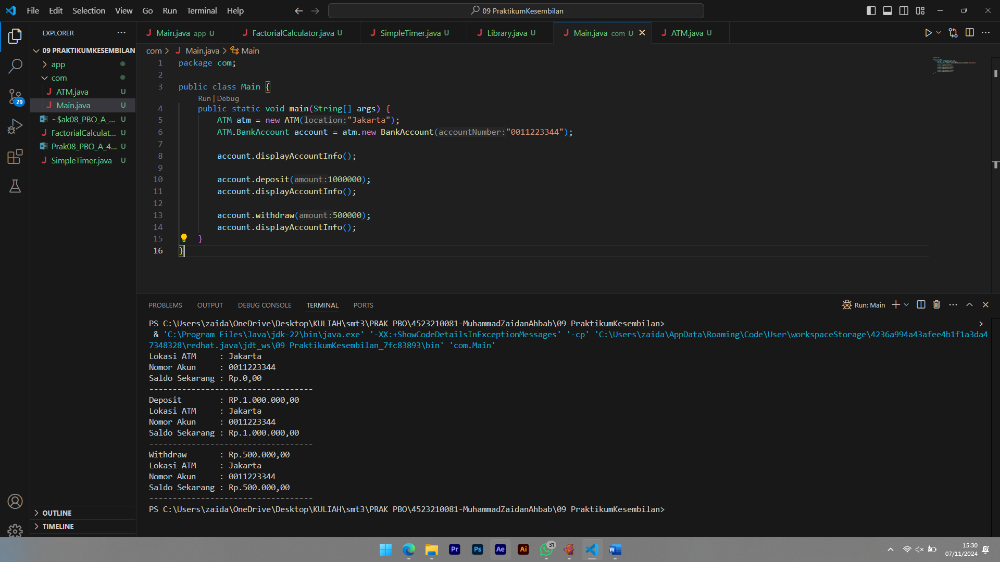 File Edit Selection View Go Run Terminal Help
09 PraktikumKesembilan
EXPLORER
09 PRAKTIKUMKESEMBILAN
app
com
ATM.java U
Main.java U
~$ak08_PBO_A_... U
FactorialCalculat... U
Prak08_PBO_A_4... U
SimpleTimer.java U
OUTLINE
TIMELINE
29
Main.java app U
FactorialCalculator.java U
SimpleTimer.java U
Library.java U
Main.java com U
ATM.java U
com > Main.java > Main
1 package com;
2
3 public class Main {
Run | Debug
4 public static void main(String[] args) {
5 ATM atm = new ATM(location:"Jakarta");
6 ATM.BankAccount account = atm.new BankAccount(accountNumber:"0011223344");
7
8 account.displayAccountInfo();
9
10 account.deposit(amount:1000000);
11 account.displayAccountInfo();
12
13 account.withdraw(amount:500000);
14 account.displayAccountInfo();
15 }
16 }
PROBLEMS OUTPUT DEBUG CONSOLE TERMINAL PORTS
Run: Main
PS C:\Users\zaida\OneDrive\Desktop\KULIAH\smt3\PRAK PBO\4523210081-MuhammadZaidanAhbab\09 PraktikumKesembilan>
& 'C:\Program Files\Java\jdk-22\bin\java.exe' '-XX:+ShowCodeDetailsInExceptionMessages' '-cp' 'C:\Users\zaida\AppData\Roaming\Code\User\workspaceStorage\4236a994a43afee4b1f1a3da4
7348328\redhat.java\jdt_ws\09 PraktikumKesembilan_7fc83893\bin' 'com.Main'
Lokasi ATM     : Jakarta
Nomor Akun     : 0011223344
Saldo Sekarang : Rp.0,00
-----------------------------------
Deposit        : RP.1.000.000,00
Lokasi ATM     : Jakarta
Nomor Akun     : 0011223344
Saldo Sekarang : Rp.1.000.000,00
-----------------------------------
Withdraw       : Rp.500.000,00
Lokasi ATM     : Jakarta
Nomor Akun     : 0011223344
Saldo Sekarang : Rp.500.000,00
-----------------------------------
PS C:\Users\zaida\OneDrive\Desktop\KULIAH\smt3\PRAK PBO\4523210081-MuhammadZaidanAhbab\09 PraktikumKesembilan>
Pr Ps Ae Ai 31 W
15:30
07/11/2024